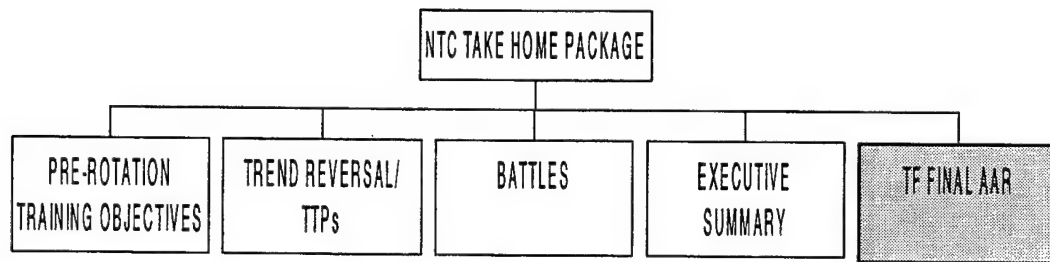 NTC TAKE HOME PACKAGE
PRE-ROTATION
TRAINING OBJECTIVES
TREND REVERSAL/
TTPs
BATTLES
EXECUTIVE
SUMMARY
TF FINAL AAR